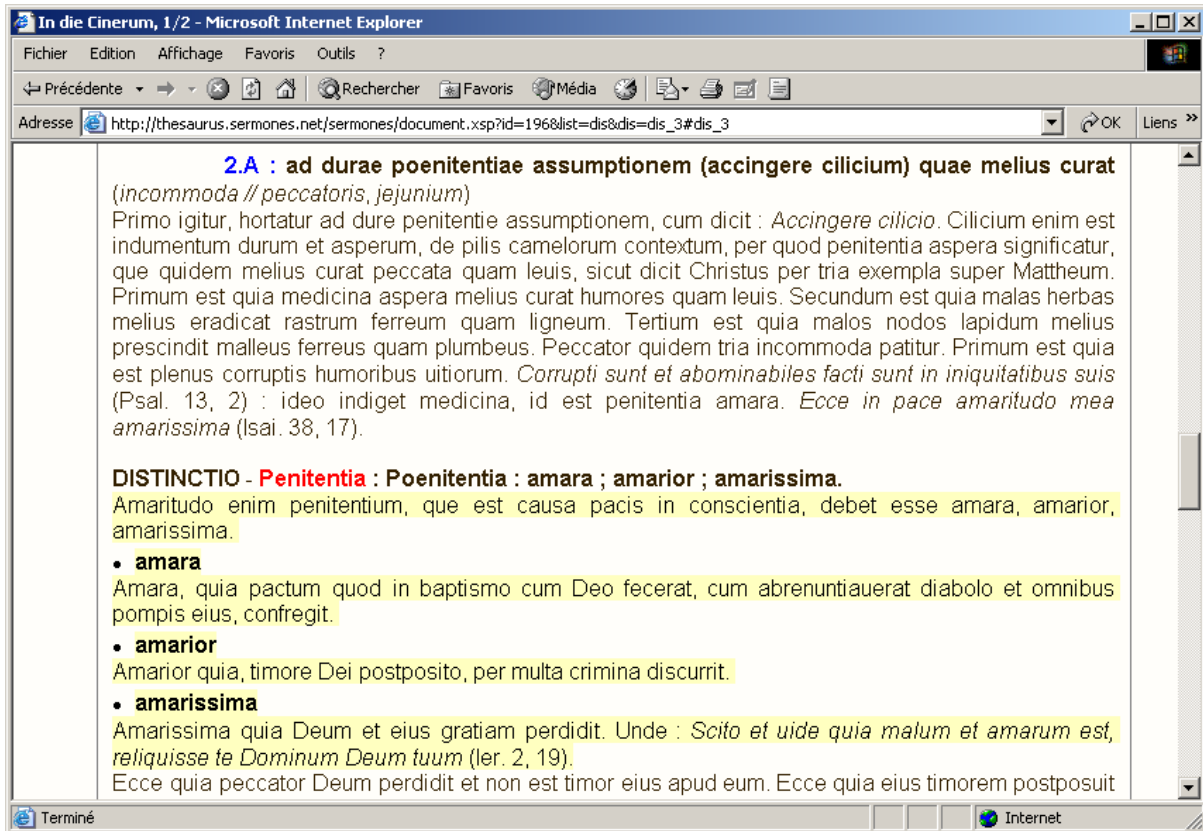 In die Cinerum, 1/2 - Microsoft Internet Explorer
Fichier Edition Affichage Favoris Outils ?
Précédente Rechercher Favoris Média
Adresse http://thesaurus.sermones.net/sermones/document.xsp?id=196&list=dis&dis=dis_3#dis_3 OK Liens »
2.A : ad durae poenitentiae assumptionem (accingere cilicium) quae melius curat
(incommoda // peccatoris, jejunium)
Primo igitur, hortatur ad dure penitentie assumptionem, cum dicit : Accingere cilicio. Cilicium enim est
indumentum durum et asperum, de pilis camelorum contextum, per quod penitentia aspera significatur,
que quidem melius curat peccata quam leuis, sicut dicit Christus per tria exempla super Mattheum.
Primum est quia medicina aspera melius curat humores quam leuis. Secundum est quia malas herbas
melius eradicat rastrum ferreum quam ligneum. Tertium est quia malos nodos lapidum melius
prescindit malleus ferreus quam plumbeus. Peccator quidem tria incommoda patitur. Primum est quia
est plenus corruptis humoribus uitiorum. Corrupti sunt et abominabiles facti sunt in iniquitatibus suis
(Psal. 13, 2) : ideo indiget medicina, id est penitentia amara. Ecce in pace amaritudo mea
amarissima (Isai. 38, 17).
DISTINCTIO - Penitentia : Poenitentia : amara ; amarior ; amarissima.
Amaritudo enim penitentium, que est causa pacis in conscientia, debet esse amara, amarior,
amarissima.
• amara
Amara, quia pactum quod in baptismo cum Deo fecerat, cum abrenuntiauerat diabolo et omnibus
pompis eius, confregit.
• amarior
Amarior quia, timore Dei postposito, per multa crimina discurrit.
• amarissima
Amarissima quia Deum et eius gratiam perdidit. Unde : Scito et uide quia malum et amarum est,
reliquisse te Dominum Deum tuum (Ier. 2, 19).
Ecce quia peccator Deum perdidit et non est timor eius apud eum. Ecce quia eius timorem postposuit
Terminé Internet